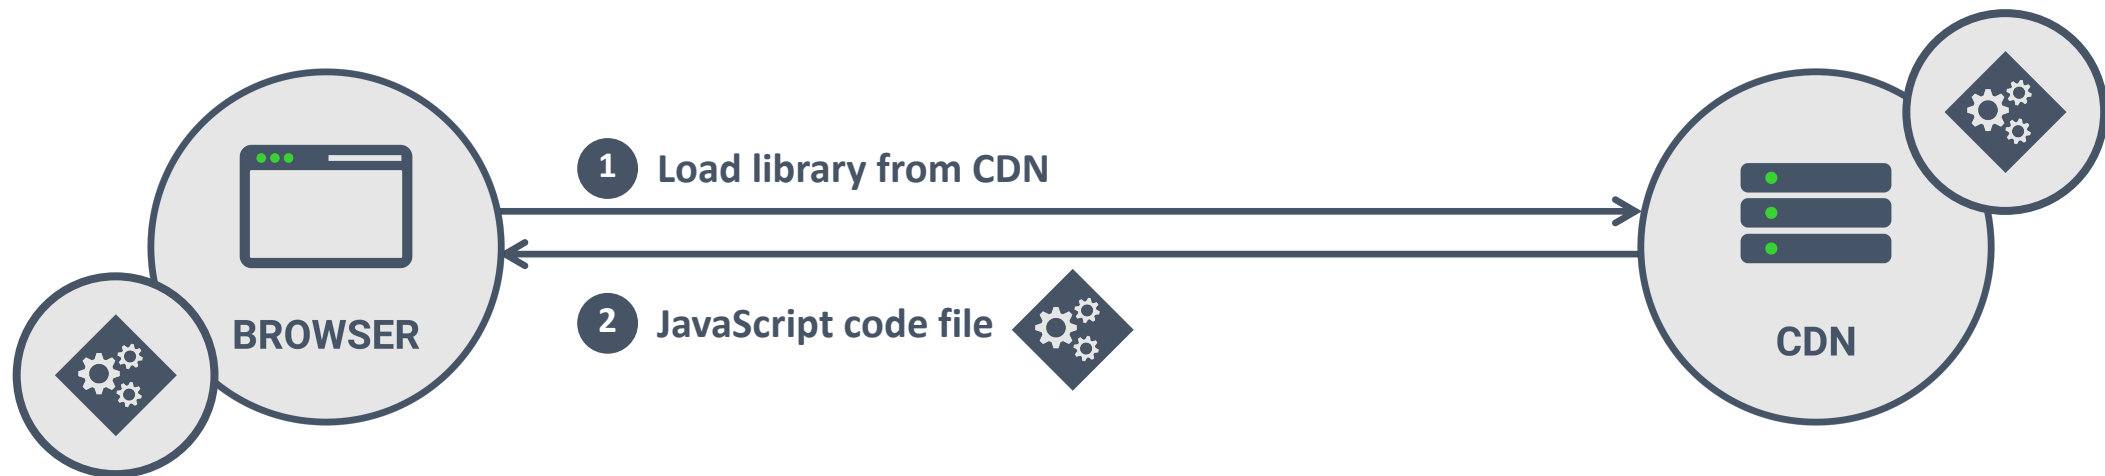 1 Load library from CDN
BROWSER
2 JavaScript code file
CDN